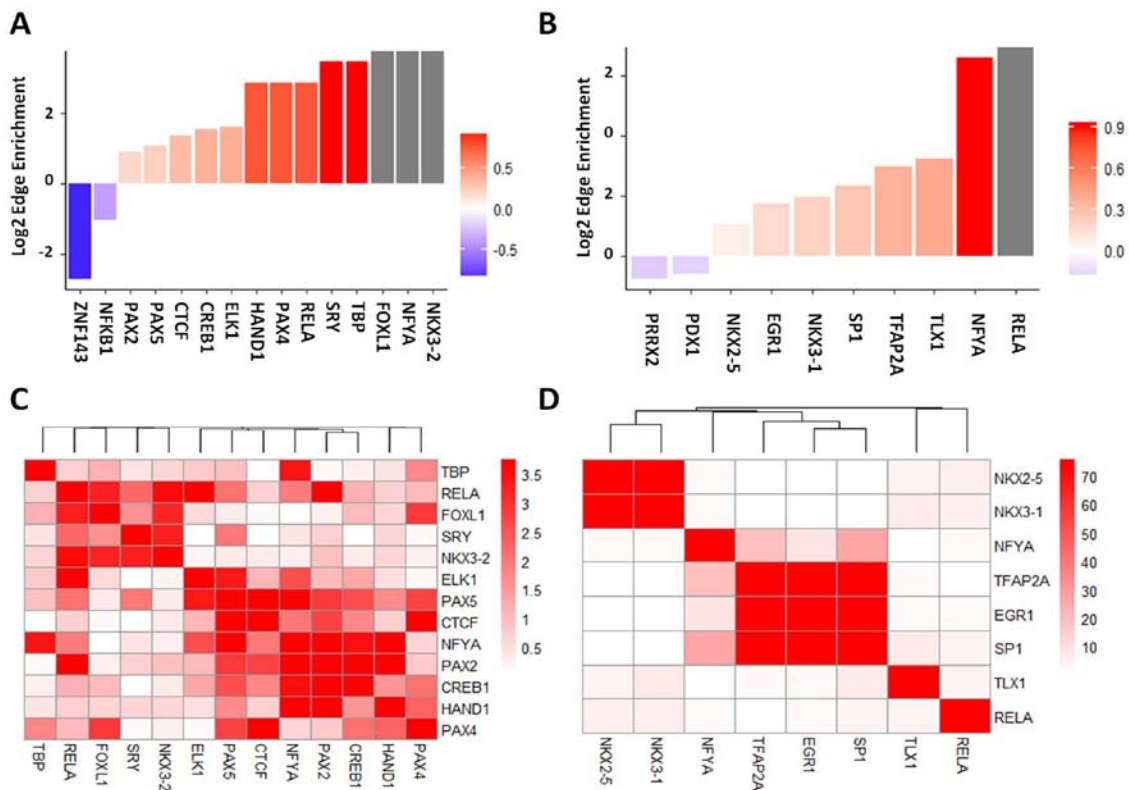 A
Log2 Edge Enrichment
2
0
-2
0.5
0.0
-0.5
ZNF143
NFKB1
PAX2
PAX5
CTCF
CREB1
ELK1
HAND1
PAX4
RELA
SRY
TBP
FOXL1
NFYA
NKX3-2
B
Log2 Edge Enrichment
2
0
2
0
0.9
0.6
0.3
0.0
PRRX2
PDX1
NKX2-5
EGR1
NKX3-1
SP1
TFAP2A
TLX1
NFYA
RELA
C
TBP
RELA
FOXL1
SRY
NKX3-2
ELK1
PAX5
CTCF
NFYA
PAX2
CREB1
HAND1
PAX4
3.5
3
2.5
2
1.5
1
0.5
TBP
RELA
FOXL1
SRY
NKX3-2
ELK1
PAX5
CTCF
NFYA
PAX2
CREB1
HAND1
PAX4
D
NKX2-5
NKX3-1
NFYA
TFAP2A
EGR1
SP1
TLX1
RELA
70
60
50
40
30
20
10
NKX2-5
NKX3-1
NFYA
TFAP2A
EGR1
SP1
TLX1
RELA